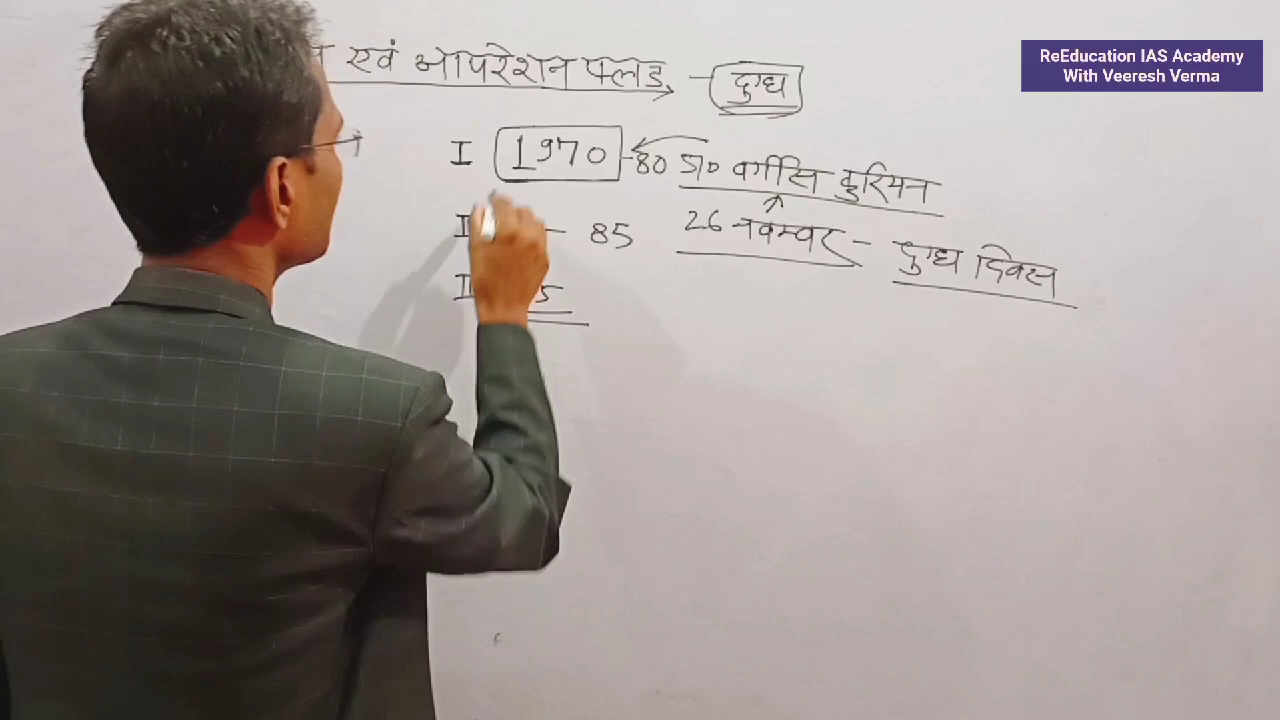 ReEducation IAS Academy
With Veeresh Verma
एवं ऑपरेशन फ्लड - दुग्ध
I 1970 - 80 डा० वर्गीस कुरियन
- 85 26 नवम्बर - दुग्ध दिवस